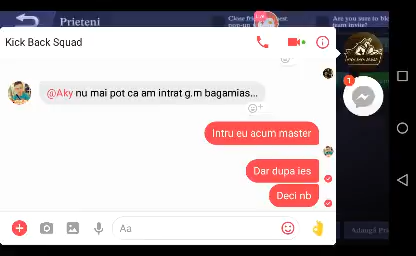 Prieteni
Kick Back Squad
@Aky nu mai pot ca am intrat g.m bagamias...
Intru eu acum master
Dar dupa ies
Deci nb
Aa
1